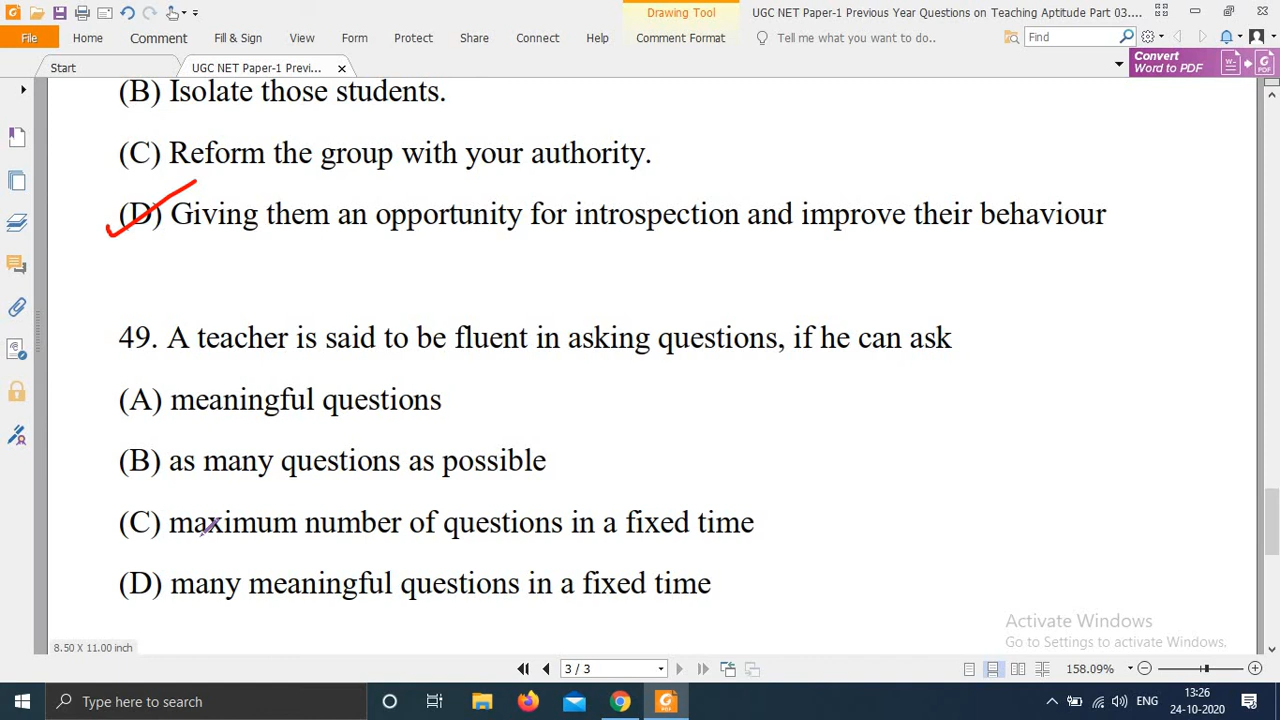 Drawing Tool
UGC NET Paper-1 Previous Year Questions on Teaching Aptitude Part 03....
File
Home
Comment
Fill & Sign
View
Form
Protect
Share
Connect
Help
Comment Format
Tell me what you want to do..
Find
Start
UGC NET Paper-1 Previ...
Convert
Word to PDF
(B) Isolate those students.
(C) Reform the group with your authority.
(D) Giving them an opportunity for introspection and improve their behaviour
49. A teacher is said to be fluent in asking questions, if he can ask
(A) meaningful questions
(B) as many questions as possible
(C) maximum number of questions in a fixed time
(D) many meaningful questions in a fixed time
Activate Windows
Go to Settings to activate Windows.
8.50 X 11.00 inch
3 / 3
158.09%
Type here to search
ENG
13:26
24-10-2020